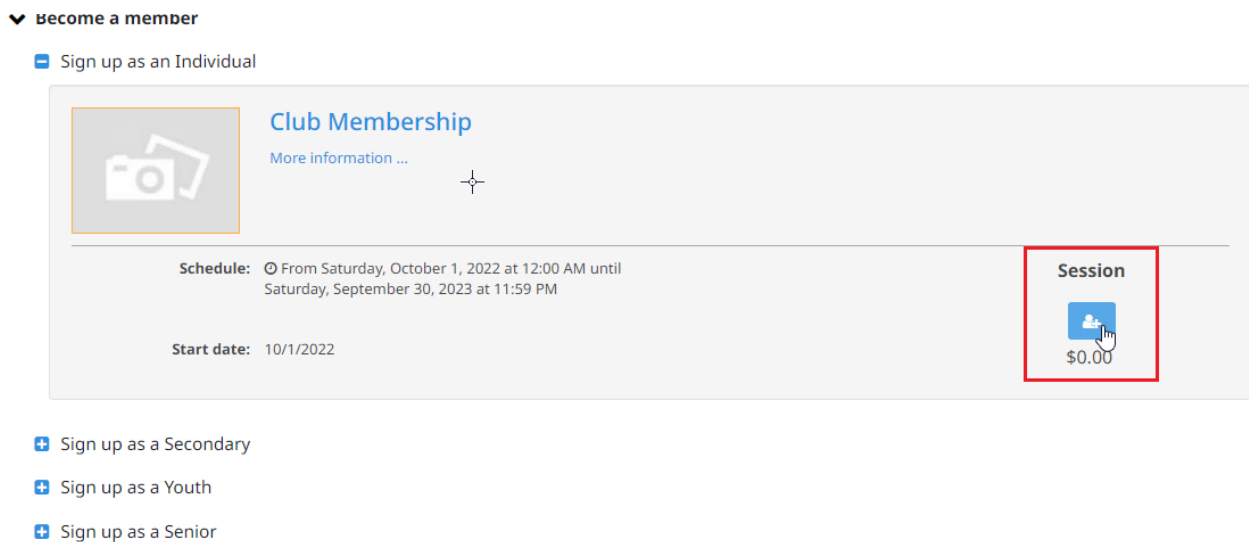 Become a member
Sign up as an Individual
Club Membership
More information ...
Schedule: From Saturday, October 1, 2022 at 12:00 AM until
Saturday, September 30, 2023 at 11:59 PM
Session
Start date: 10/1/2022
$0.00
Sign up as a Secondary
Sign up as a Youth
Sign up as a Senior